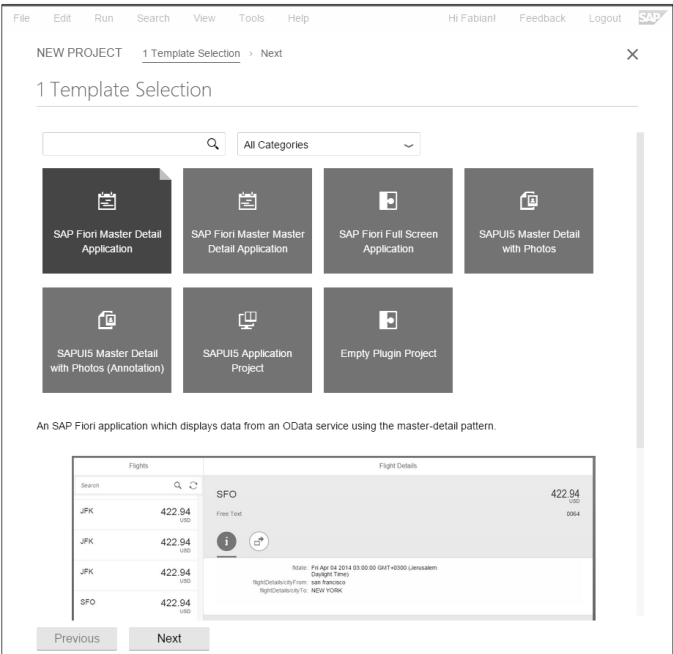 File Edit Run Search View Tools Help Hi Fabian! Feedback Logout SAP
NEW PROJECT 1 Template Selection › Next
1 Template Selection
All Categories
SAP Fiori Master Detail
Application
SAP Fiori Master Master
Detail Application
SAP Fiori Full Screen
Application
SAPUI5 Master Detail
with Photos
SAPUI5 Master Detail
with Photos (Annotation)
SAPUI5 Application
Project
Empty Plugin Project
An SAP Fiori application which displays data from an OData service using the master-detail pattern.
Flights Flight Details
Search
SFO 422.94
USD
Free Text 0064
JFK 422.94
USD
JFK 422.94
USD
JFK 422.94
USD
SFO 422.94
USD
fldate: Fri Apr 04 2014 03:00:00 GMT+0300 (Jerusalem
Daylight Time)
flightDetails/cityFrom: san francisco
flightDetails/cityTo: NEW YORK
Previous Next